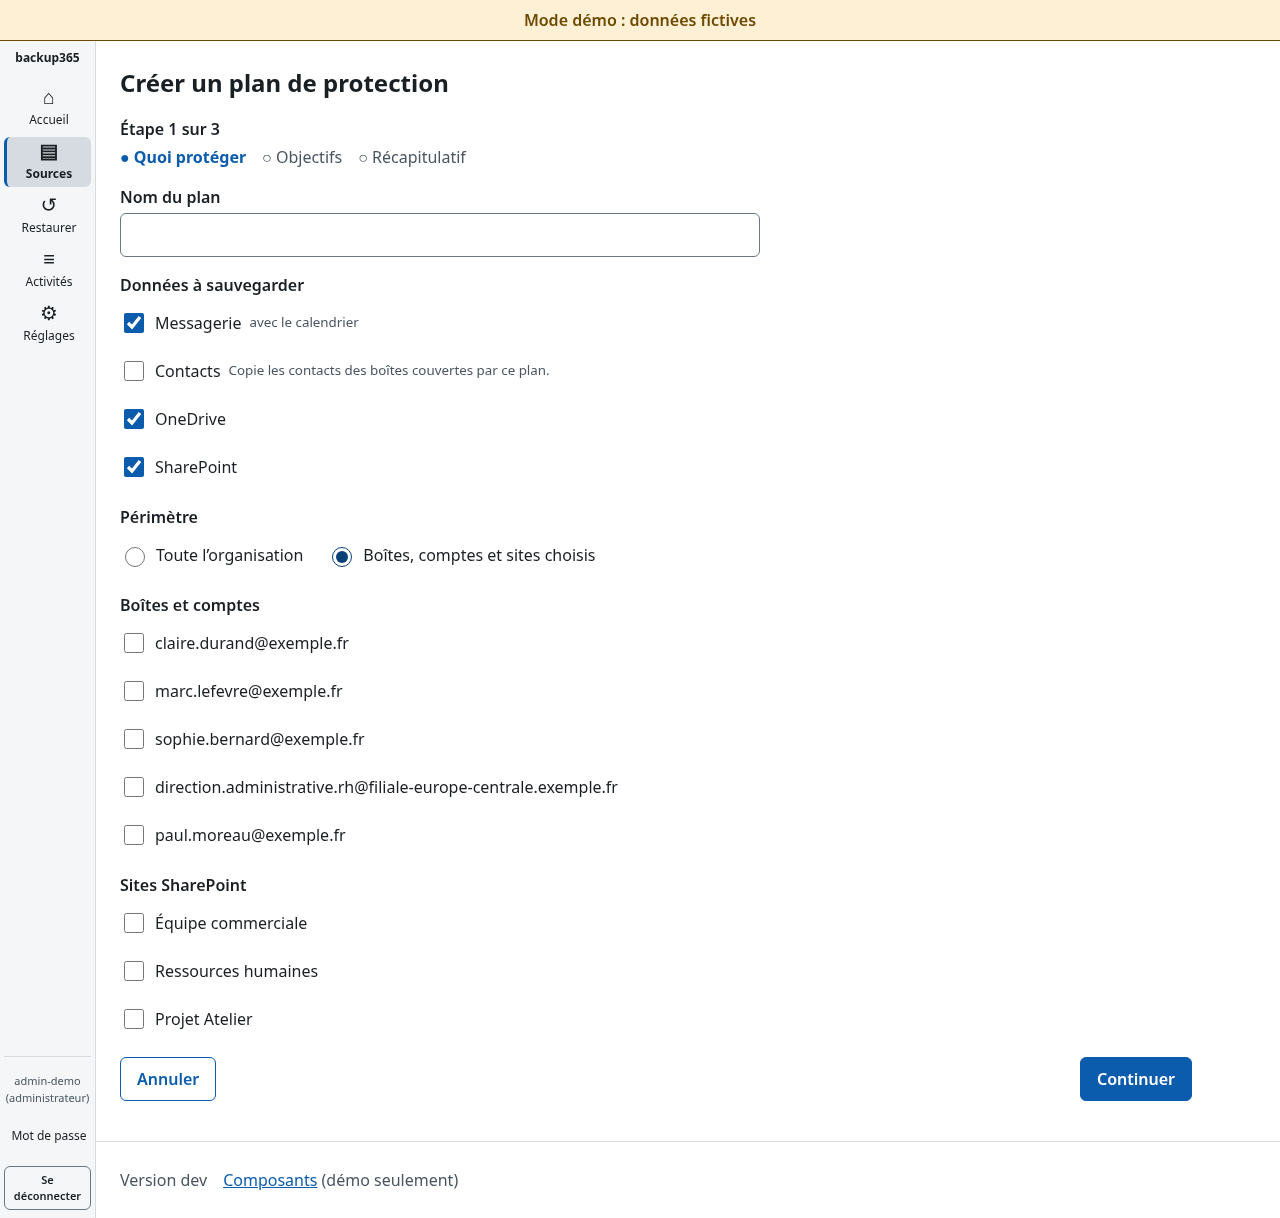 Mode démo : données fictives
backup365
Accueil
Sources
Restaurer
Activités
Réglages
admin-demo
(administrateur)
Mot de passe
Se
déconnecter
Créer un plan de protection
Étape 1 sur 3
● Quoi protéger ○ Objectifs ○ Récapitulatif
Nom du plan
Données à sauvegarder
Messagerie avec le calendrier
Contacts Copie les contacts des boîtes couvertes par ce plan.
OneDrive
SharePoint
Périmètre
Toute l’organisation Boîtes, comptes et sites choisis
Boîtes et comptes
claire.durand@exemple.fr
marc.lefevre@exemple.fr
sophie.bernard@exemple.fr
direction.administrative.rh@filiale-europe-centrale.exemple.fr
paul.moreau@exemple.fr
Sites SharePoint
Équipe commerciale
Ressources humaines
Projet Atelier
Annuler Continuer
Version dev Composants (démo seulement)